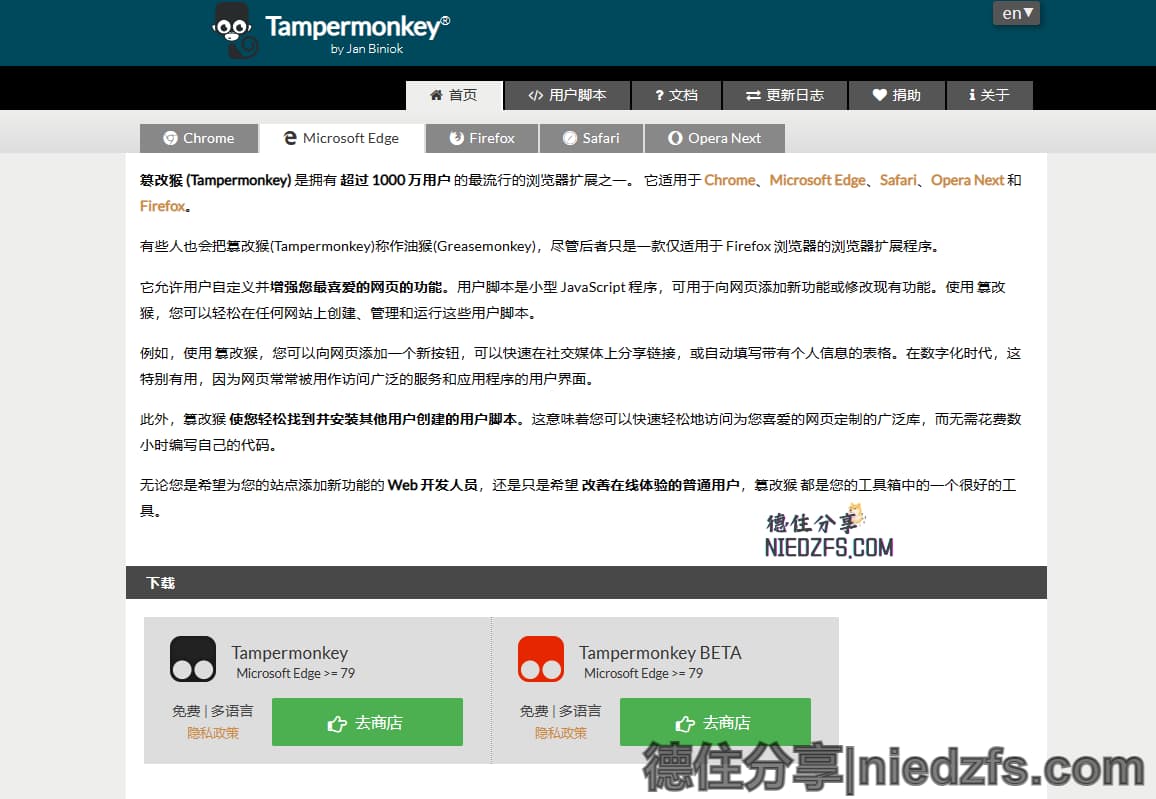 Tampermonkey®
by Jan Biniok
en▼
首页 </> 用户脚本 ? 文档 更新日志 捐助 i 关于
Chrome Microsoft Edge Firefox Safari Opera Next
篡改猴 (Tampermonkey) 是拥有 超过 1000 万用户 的最流行的浏览器扩展之一。 它适用于 Chrome、Microsoft Edge、Safari、Opera Next 和
Firefox。
有些人也会把篡改猴(Tampermonkey)称作油猴(Greasemonkey)，尽管后者只是一款仅适用于 Firefox 浏览器的浏览器扩展程序。
它允许用户自定义并增强您最喜爱的网页的功能。用户脚本是小型 JavaScript 程序，可用于向网页添加新功能或修改现有功能。使用 篡改
猴，您可以轻松在任何网站上创建、管理和运行这些用户脚本。
例如，使用 篡改猴，您可以向网页添加一个新按钮，可以快速在社交媒体上分享链接，或自动填写带有个人信息的表格。在数字化时代，这
特别有用，因为网页常常被用作访问广泛的服务和应用程序的用户界面。
此外，篡改猴 使您轻松找到并安装其他用户创建的用户脚本。这意味着您可以快速轻松地访问为您喜爱的网页定制的广泛库，而无需花费数
小时编写自己的代码。
无论您是希望为您的站点添加新功能的 Web 开发人员，还是只是希望 改善在线体验的普通用户，篡改猴 都是您的工具箱中的一个很好的工
具。
德住分享
NIEDZFS.COM
下载
Tampermonkey
Microsoft Edge >= 79
免费 | 多语言
隐私政策
去商店
Tampermonkey BETA
Microsoft Edge >= 79
免费 | 多语言
隐私政策
去商店
德住分享|niedzfs.com